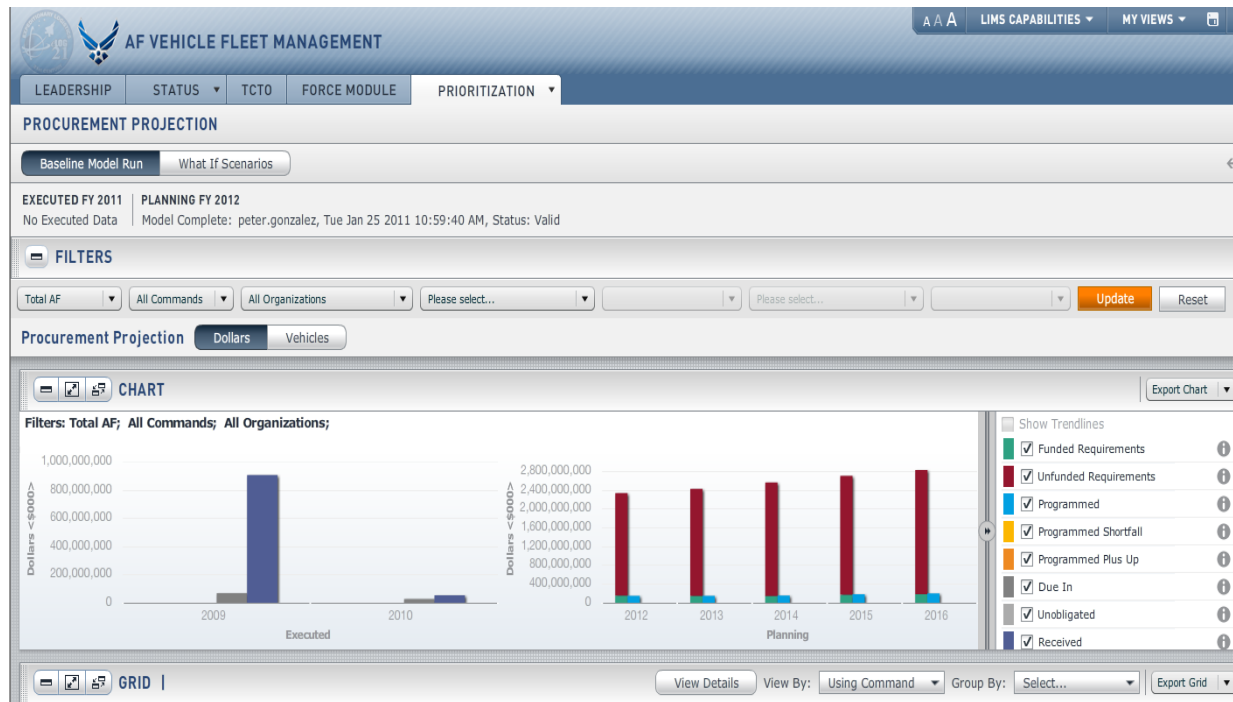 A A A LIMS CAPABILITIES MY VIEWS
AF VEHICLE FLEET MANAGEMENT
LEADERSHIP STATUS TCTO FORCE MODULE PRIORITIZATION
PROCUREMENT PROJECTION
Baseline Model Run What If Scenarios
EXECUTED FY 2011 PLANNING FY 2012
No Executed Data Model Complete: peter.gonzalez, Tue Jan 25 2011 10:59:40 AM, Status: Valid
FILTERS
Total AF All Commands All Organizations Please select... Please select... Update Reset
Procurement Projection Dollars Vehicles
CHART Export Chart
Filters: Total AF; All Commands; All Organizations;
Dollars <$000>
1,000,000,000
800,000,000
600,000,000
400,000,000
200,000,000
0
2009 2010
Executed
Dollars <$000>
2,800,000,000
2,400,000,000
2,000,000,000
1,600,000,000
1,200,000,000
800,000,000
400,000,000
0
2012 2013 2014 2015 2016
Planning
Show Trendlines
Funded Requirements
Unfunded Requirements
Programmed
Programmed Shortfall
Programmed Plus Up
Due In
Unobligated
Received
GRID | View Details View By: Using Command Group By: Select... Export Grid